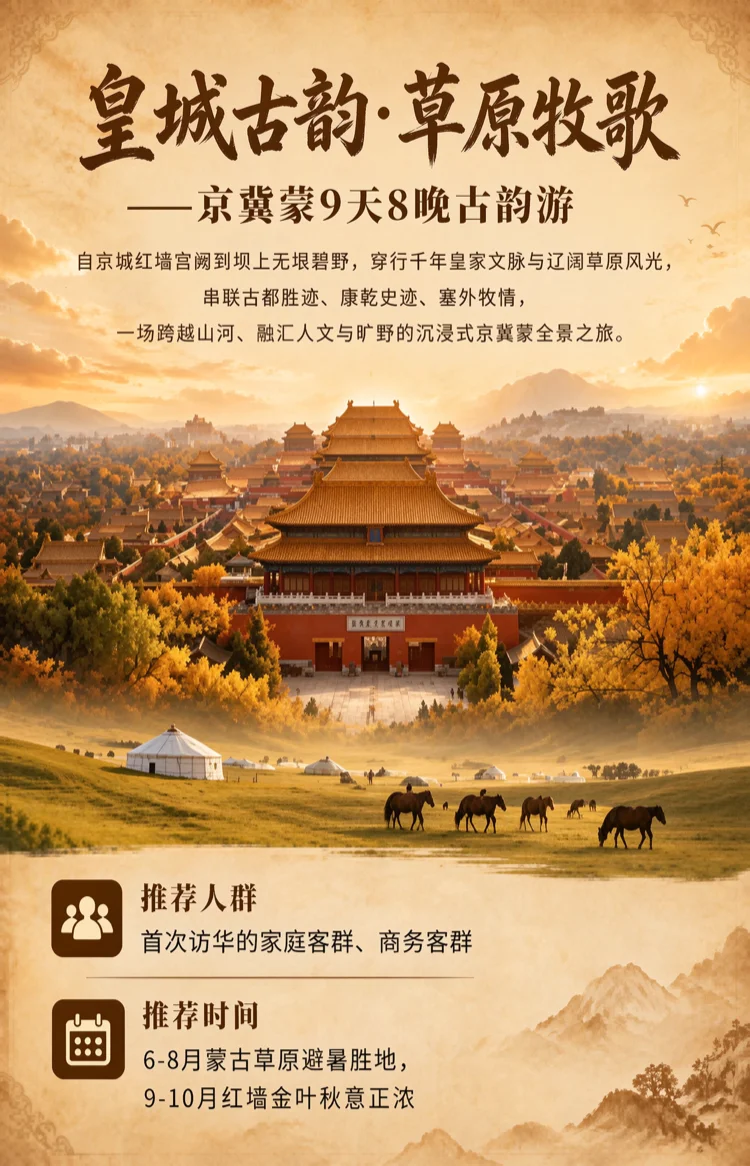 皇城古韵·草原牧歌
——京冀蒙9天8晚古韵游
自京城红墙宫阙到坝上无垠碧野，穿行千年皇家文脉与辽阔草原风光，
串联古都胜迹、康乾史迹、塞外牧情，
一场跨越山河、融汇人文与旷野的沉浸式京冀蒙全景之旅。
推荐人群
首次访华的家庭客群、商务客群
推荐时间
6-8月蒙古草原避暑胜地，
9-10月红墙金叶秋意正浓